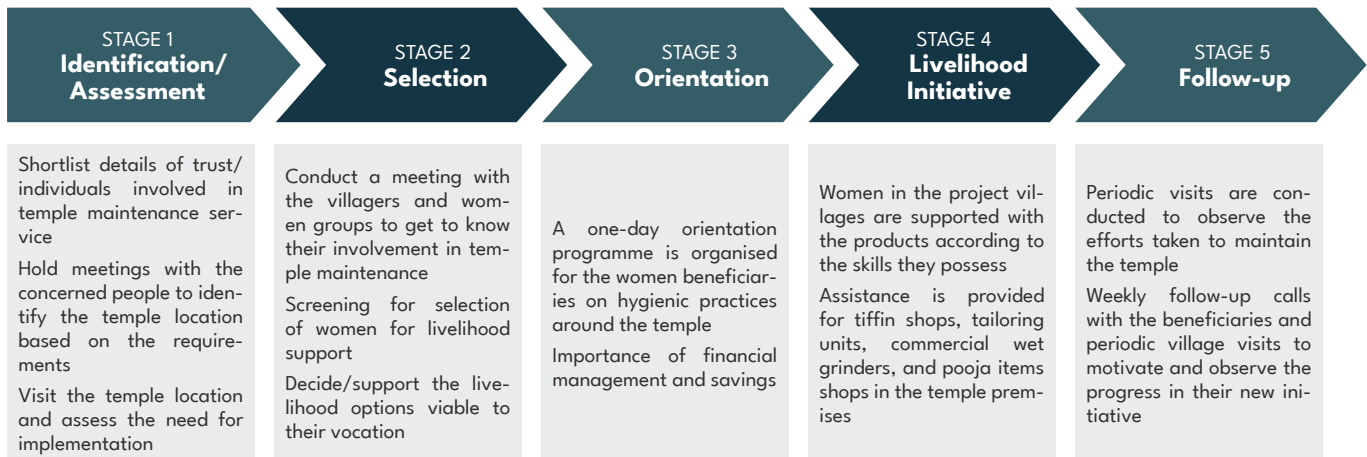 STAGE 1
Identification/
Assessment
Shortlist details of trust/
individuals involved in
temple maintenance ser-
vice
Hold meetings with the
concerned people to iden-
tify the temple location
based on the require-
ments
Visit the temple location
and assess the need for
implementation
STAGE 2
Selection
Conduct a meeting with
the villagers and wom-
en groups to get to know
their involvement in tem-
ple maintenance
Screening for selection
of women for livelihood
support
Decide/support the live-
lihood options viable to
their vocation
STAGE 3
Orientation
A one-day orientation
programme is organised
for the women beneficiar-
ies on hygienic practices
around the temple
Importance of financial
management and savings
STAGE 4
Livelihood
Initiative
Women in the project vil-
lages are supported with
the products according to
the skills they possess
Assistance is provided
for tiffin shops, tailoring
units, commercial wet
grinders, and pooja items
shops in the temple prem-
ises
STAGE 5
Follow-up
Periodic visits are con-
ducted to observe the
efforts taken to maintain
the temple
Weekly follow-up calls
with the beneficiaries and
periodic village visits to
motivate and observe the
progress in their new ini-
tiative